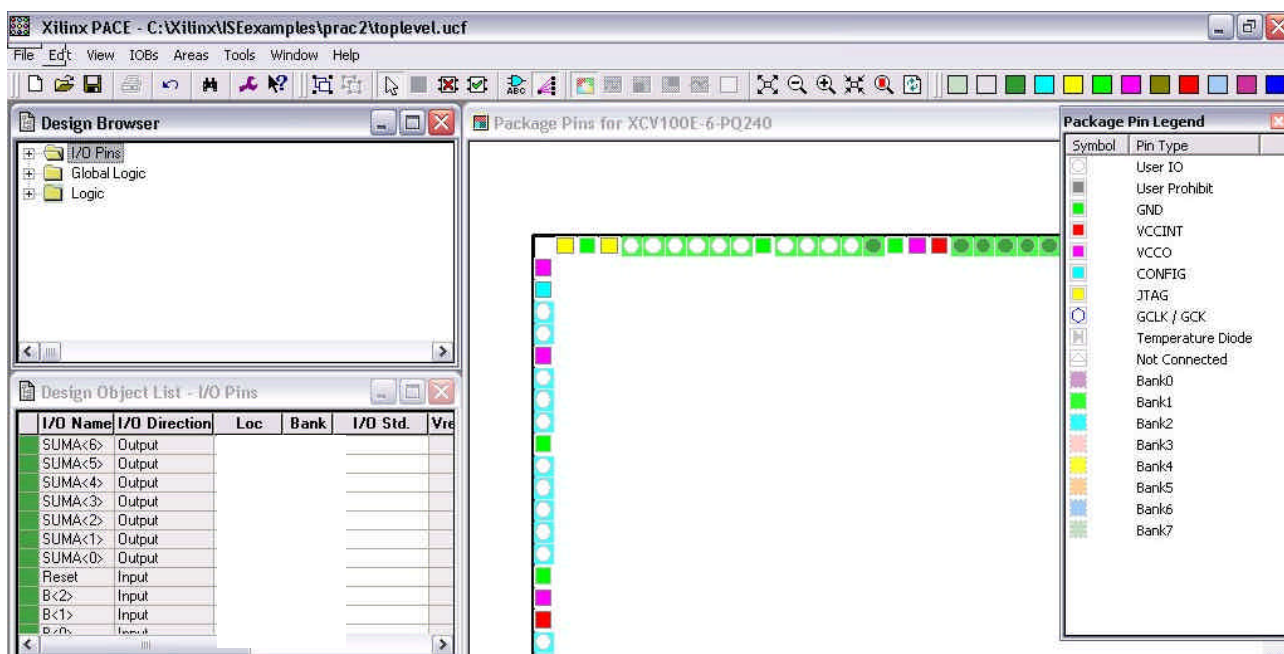 Xilinx PACE - C:\Xilinx\ISEexamples\prac2\toplevel.ucf
File Edit View IOBs Areas Tools Window Help
ABC
Design Browser
I/O Pins
Global Logic
Logic
Design Object List - I/O Pins
I/O Name I/O Direction Loc Bank I/O Std. Vre
SUMA<6> Output
SUMA<5> Output
SUMA<4> Output
SUMA<3> Output
SUMA<2> Output
SUMA<1> Output
SUMA<0> Output
Reset Input
B<2> Input
B<1> Input
B<0> Input
Package Pins for XCV100E-6-PQ240
Package Pin Legend
Symbol Pin Type
User IO
User Prohibit
GND
VCCINT
VCCO
CONFIG
JTAG
GCLK / GCK
Temperature Diode
Not Connected
Bank0
Bank1
Bank2
Bank3
Bank4
Bank5
Bank6
Bank7